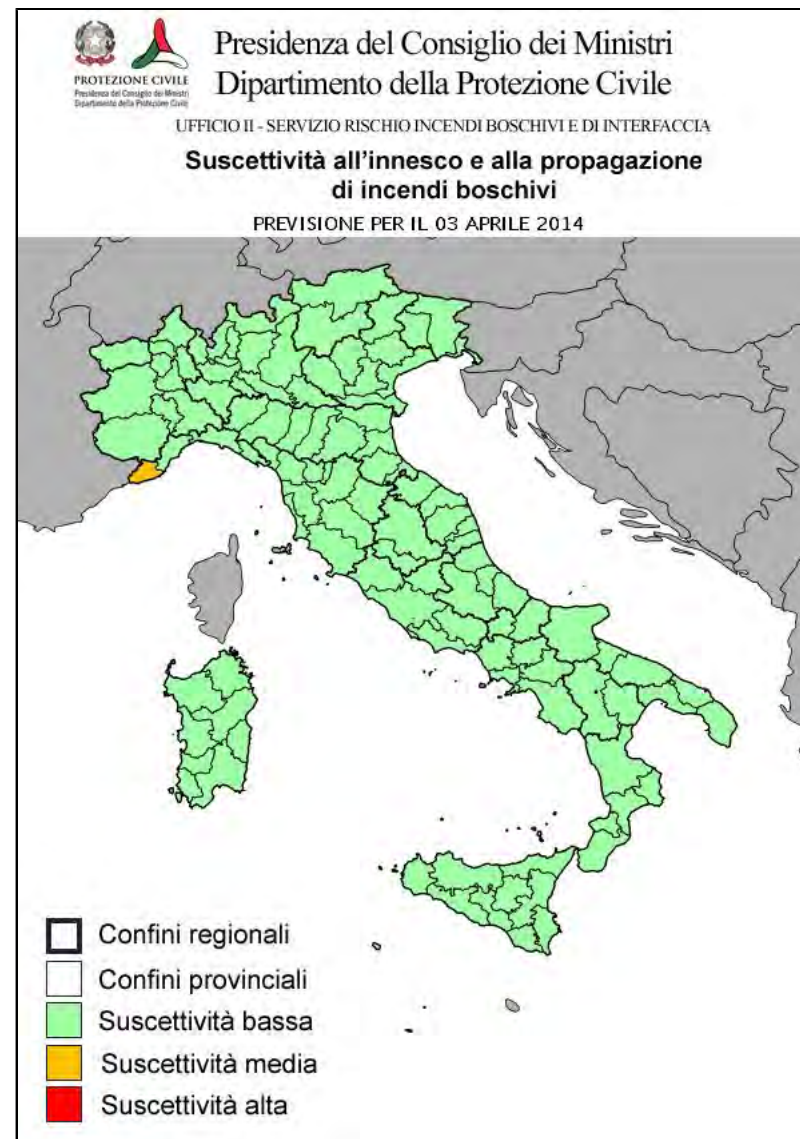 Presidenza del Consiglio dei Ministri
Dipartimento della Protezione Civile
PROTEZIONE CIVILE
Presidenza del Consiglio dei Ministri
Dipartimento della Protezione Civile
UFFICIO II - SERVIZIO RISCHIO INCENDI BOSCHIVI E DI INTERFACCIA
Suscettività all'innesco e alla propagazione
di incendi boschivi
PREVISIONE PER IL 03 APRILE 2014
Confini regionali
Confini provinciali
Suscettività bassa
Suscettività media
Suscettività alta